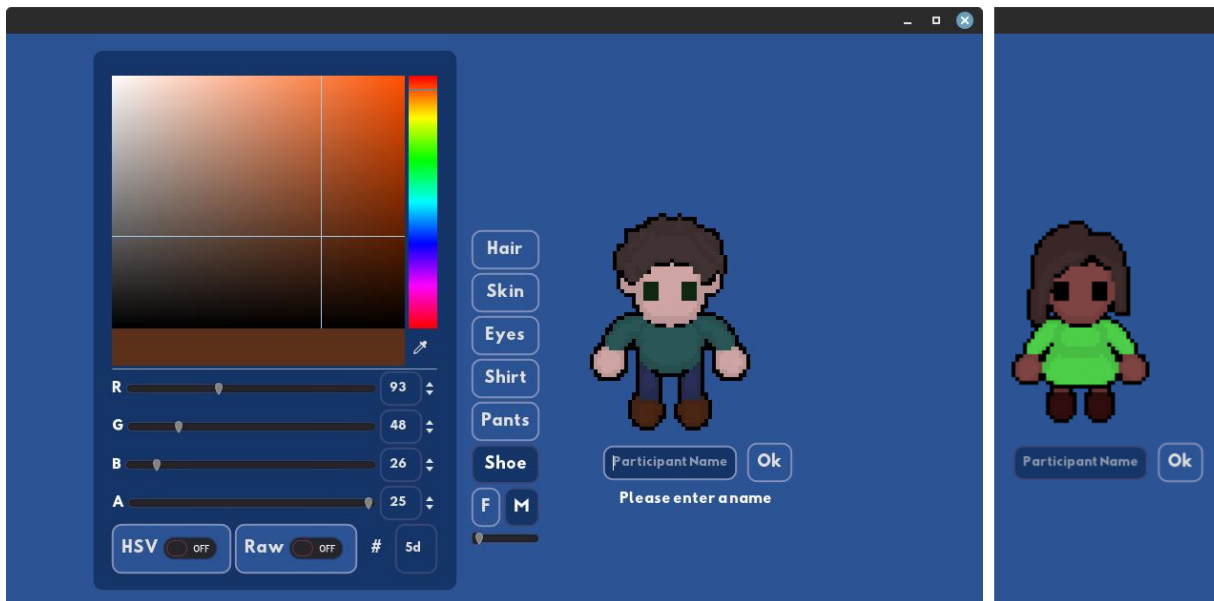 Hair
Skin
Eyes
Shirt
Pants
Shoe
F M
R 93
G 48
B 26
A 25
HSV OFF Raw OFF # 5d
Participant Name Ok
Please enter a name
Participant Name Ok